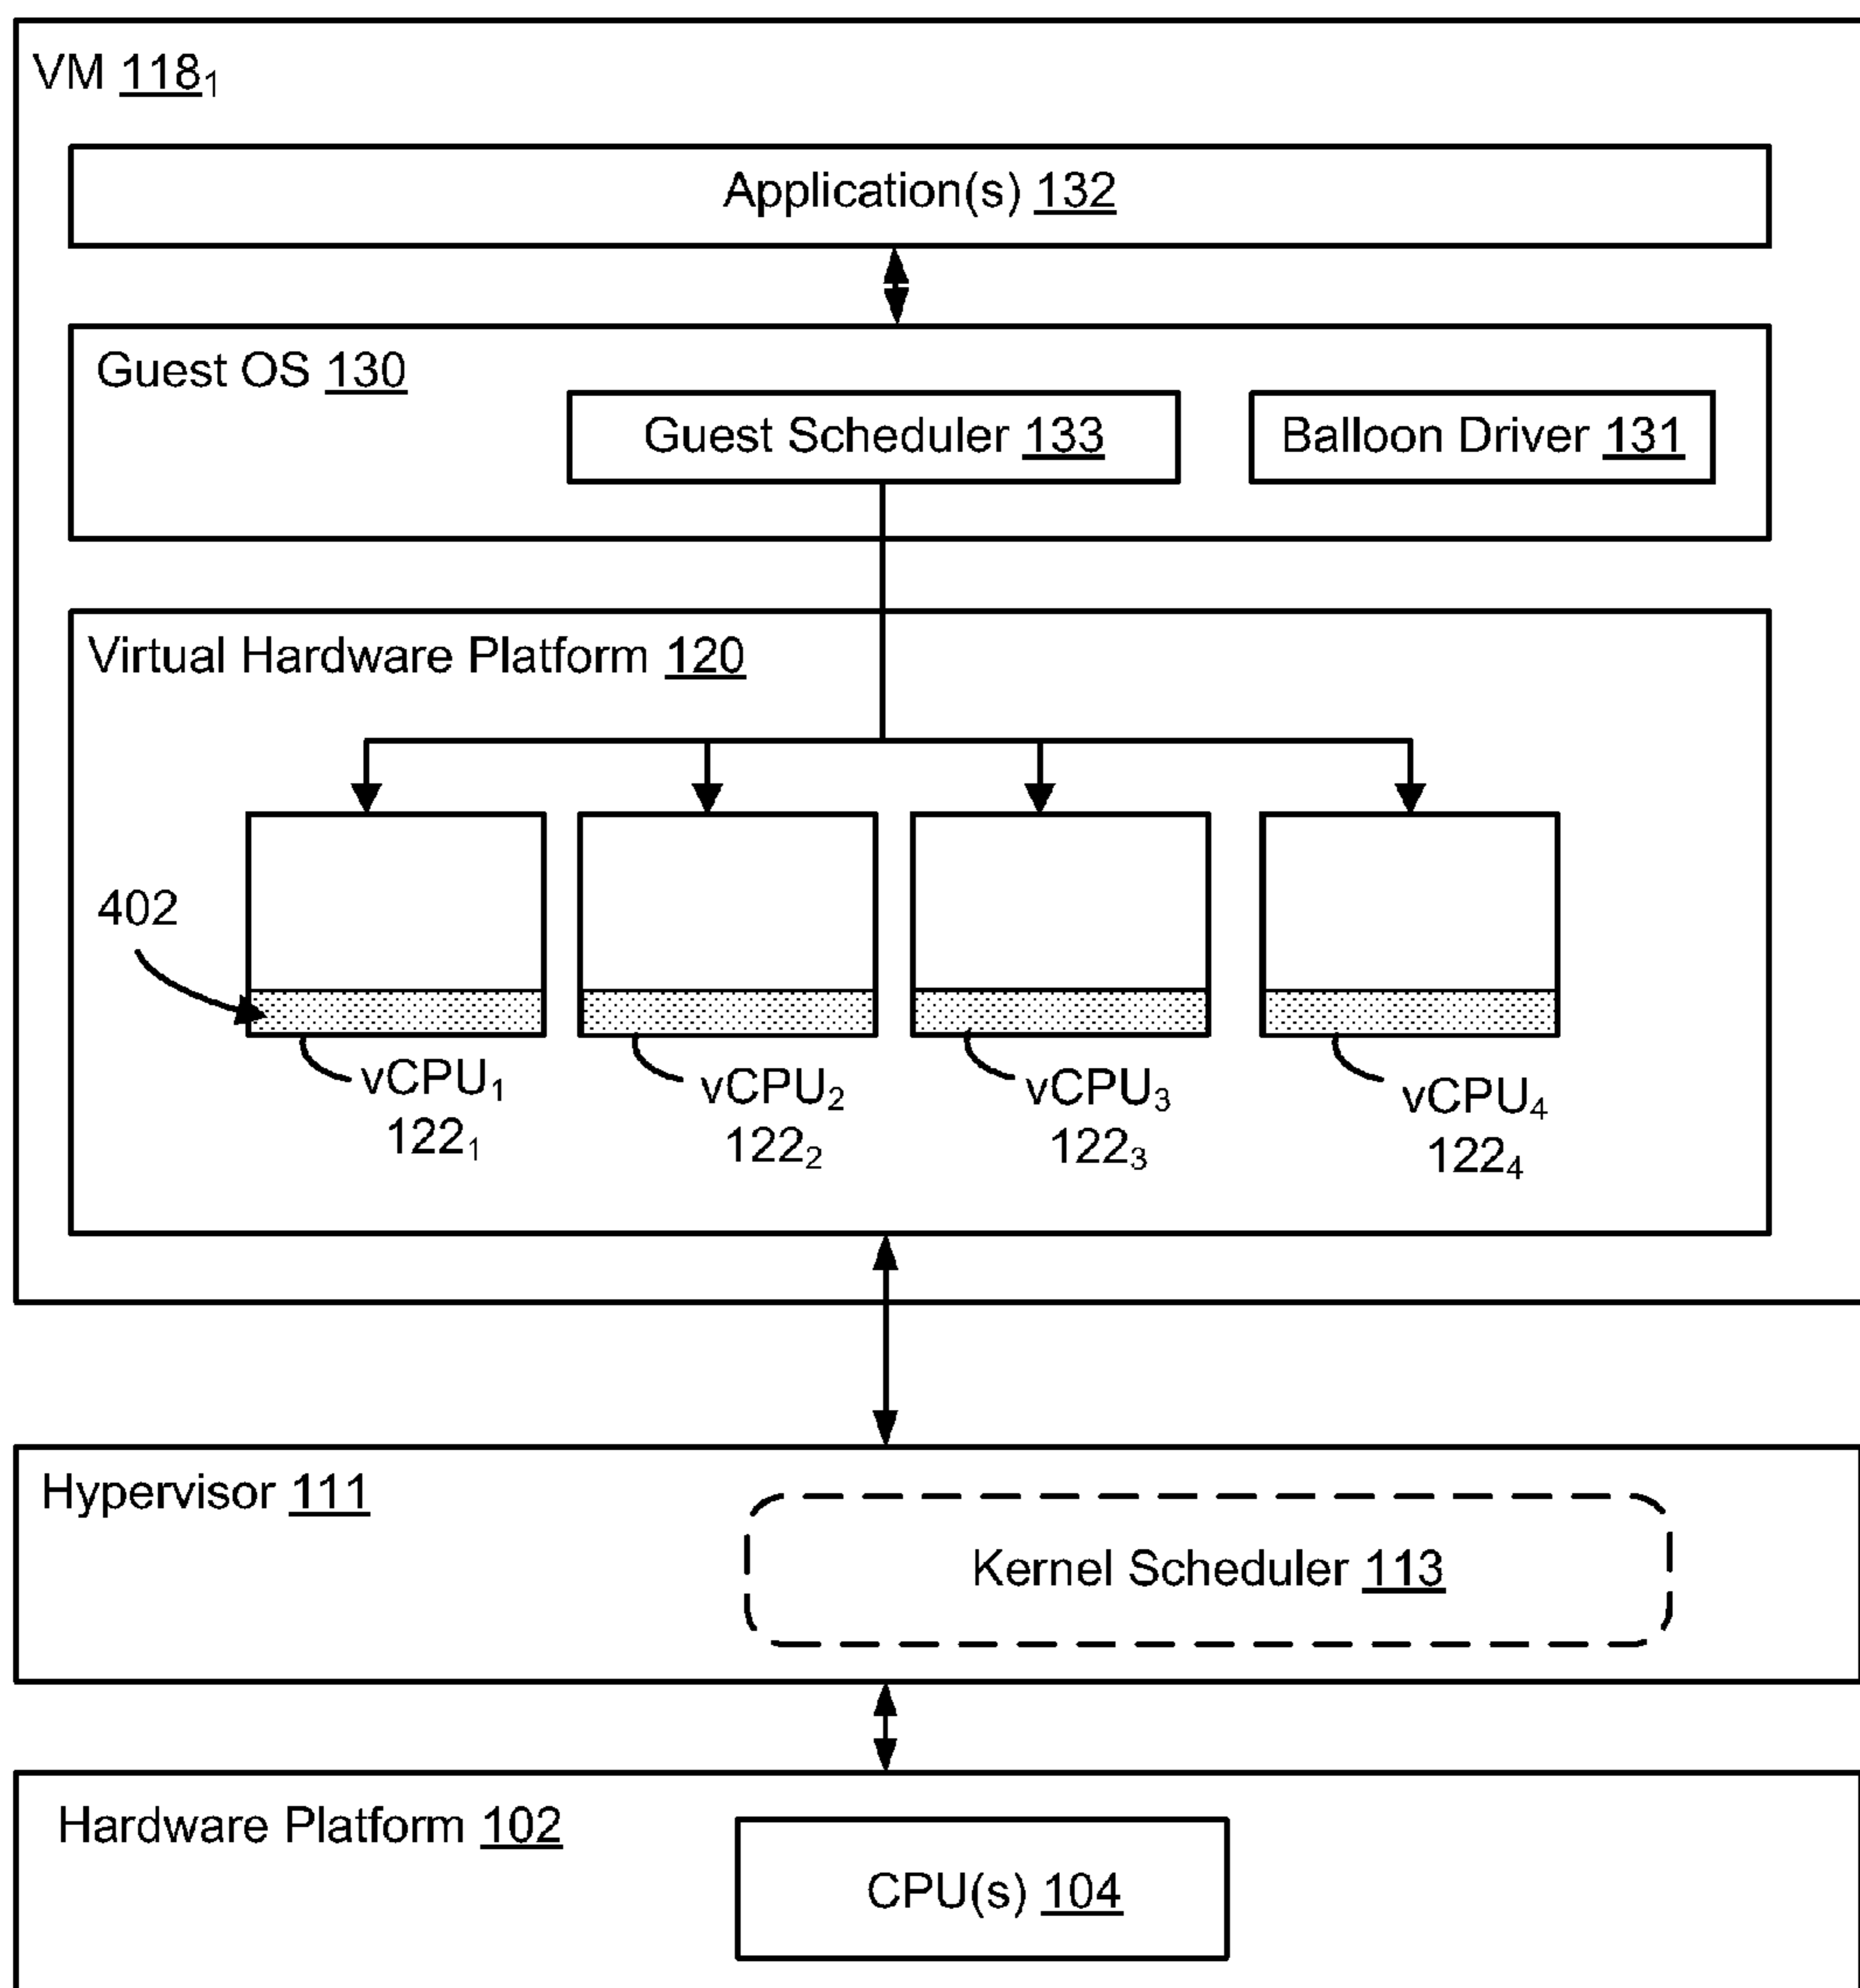 VM 118₁
Application(s) 132
Guest OS 130
Guest Scheduler 133
Balloon Driver 131
Virtual Hardware Platform 120
402
vCPU₁
122₁
vCPU₂
122₂
vCPU₃
122₃
vCPU₄
122₄
Hypervisor 111
Kernel Scheduler 113
Hardware Platform 102
CPU(s) 104